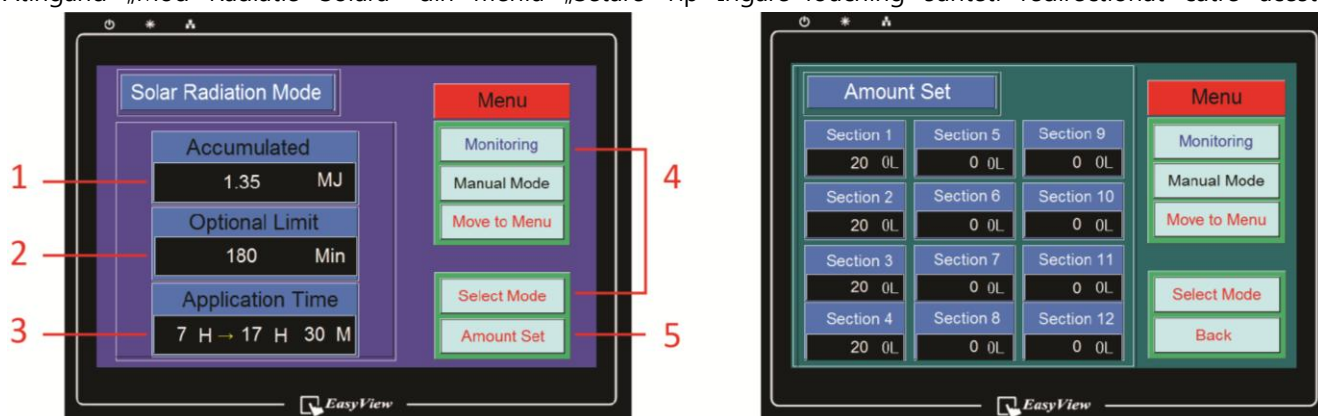 „Mod din „Setare Tip
Solar Radiation Mode
Accumulated
1.35 MJ
Optional Limit
180 Min
Application Time
7 H → 17 H 30 M
Menu
Monitoring
Manual Mode
Move to Menu
Select Mode
Amount Set
1
2
3
4
5
EasyView
Amount Set
Section 1 Section 5 Section 9
20 0L 0 0L 0 0L
Section 2 Section 6 Section 10
20 0L 0 0L 0 0L
Section 3 Section 7 Section 11
20 0L 0 0L 0 0L
Section 4 Section 8 Section 12
20 0L 0 0L 0 0L
Menu
Monitoring
Manual Mode
Move to Menu
Select Mode
Back
EasyView